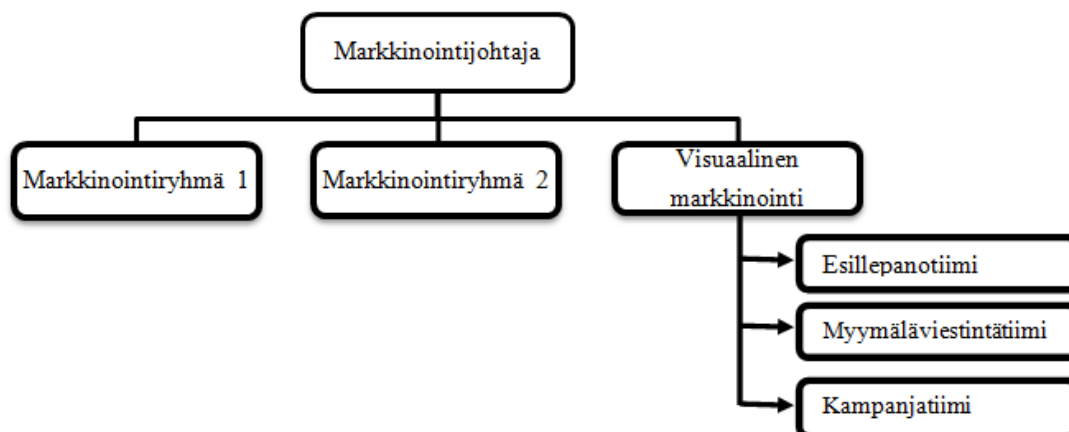 Markkinointijohtaja
Markkinointiryhmä 1
Markkinointiryhmä 2
Visuaalinen
markkinointi
Esillepanotiimi
Myymäläviestintätiimi
Kampanjatiimi